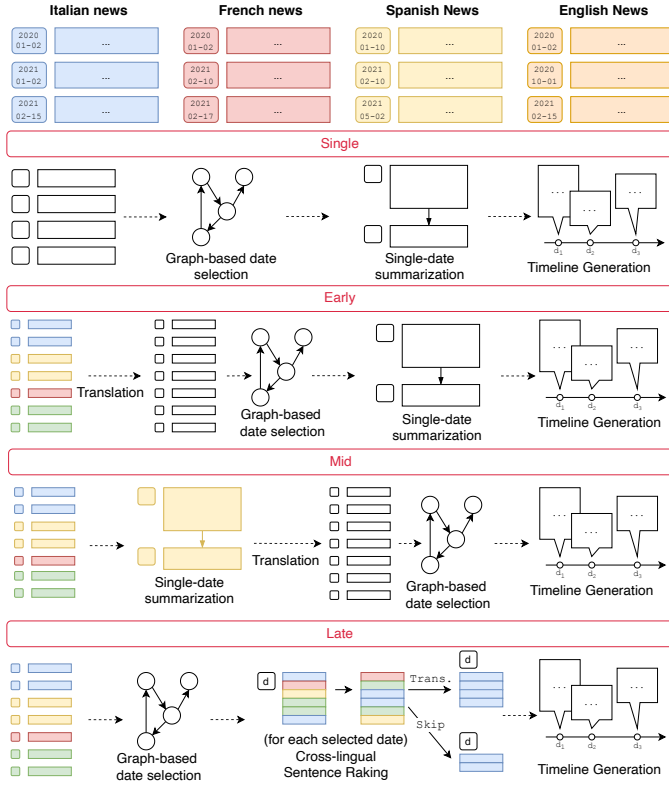 Italian news
French news
Spanish News
English News
2020
01-02
...
2020
01-02
...
2020
01-10
...
2020
01-02
...
2021
01-02
...
2021
02-10
...
2021
02-10
...
2020
10-01
...
2021
02-15
...
2021
02-17
...
2021
05-02
...
2021
02-15
...
Single
...
...
...
d1
d2
d3
Graph-based date
selection
Single-date
summarization
Timeline Generation
Early
Translation
...
...
...
d1
d2
d3
Graph-based
date selection
Single-date
summarization
Timeline Generation
Mid
Single-date
summarization
Translation
Graph-based
date selection
...
...
...
d1
d2
d3
Timeline Generation
Late
Graph-based
date selection
d
(for each selected date)
Cross-lingual
Sentence Raking
Trans.
Skip
d
d
...
...
...
d1
d2
d3
Timeline Generation